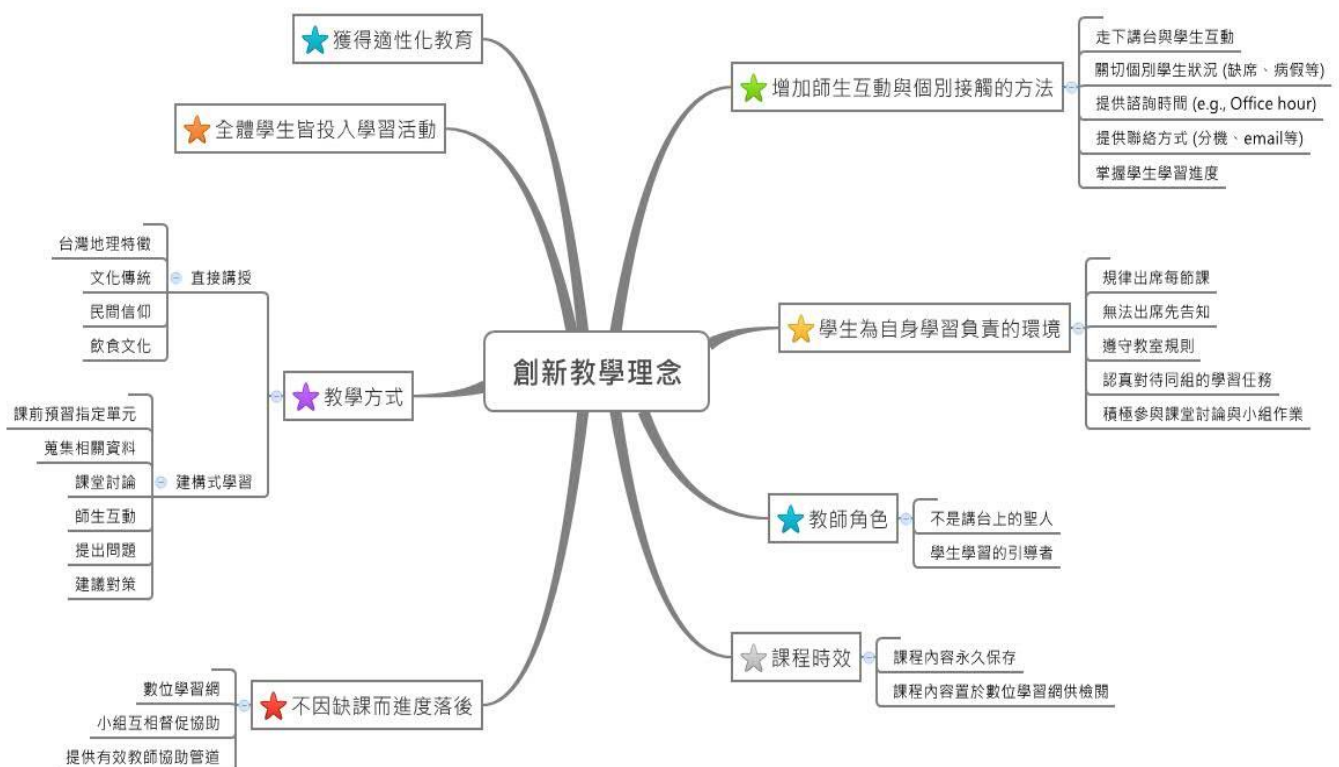 創新教學理念
增加師生互動與個別接觸的方法
走下講台與學生互動
關切個別學生狀況 (缺席、病假等)
提供諮詢時間 (e.g., Office hour)
提供聯絡方式 (分機、email等)
掌握學生學習進度
學生為自身學習負責的環境
規律出席每節課
無法出席先告知
遵守教室規則
認真對待同組的學習任務
積極參與課堂討論與小組作業
教師角色
不是講台上的聖人
學生學習的引導者
課程時效
課程內容永久保存
課程內容置於數位學習網供檢閱
獲得適性化教育
全體學生皆投入學習活動
教學方式
直接講授
台灣地理特徵
文化傳統
民間信仰
飲食文化
建構式學習
課前預習指定單元
蒐集相關資料
課堂討論
師生互動
提出問題
建議對策
不因缺課而進度落後
數位學習網
小組互相督促協助
提供有效教師協助管道